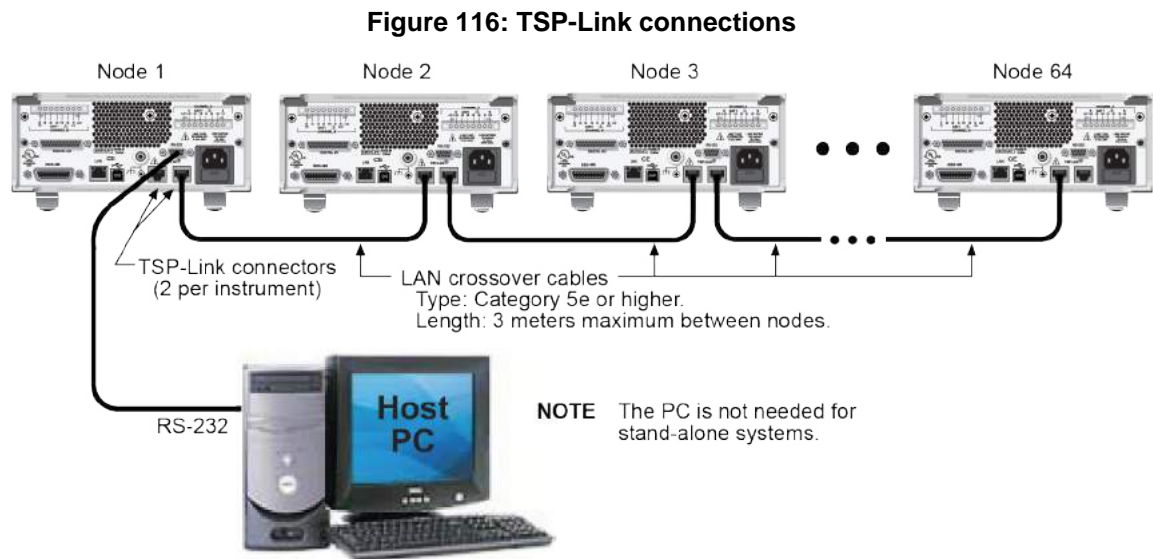 Figure 116: TSP-Link connections
Node 1
Node 2
Node 3
Node 64
TSP-Link connectors
(2 per instrument)
LAN crossover cables
Type: Category 5e or higher.
Length: 3 meters maximum between nodes.
RS-232
Host
PC
NOTE The PC is not needed for
stand-alone systems.